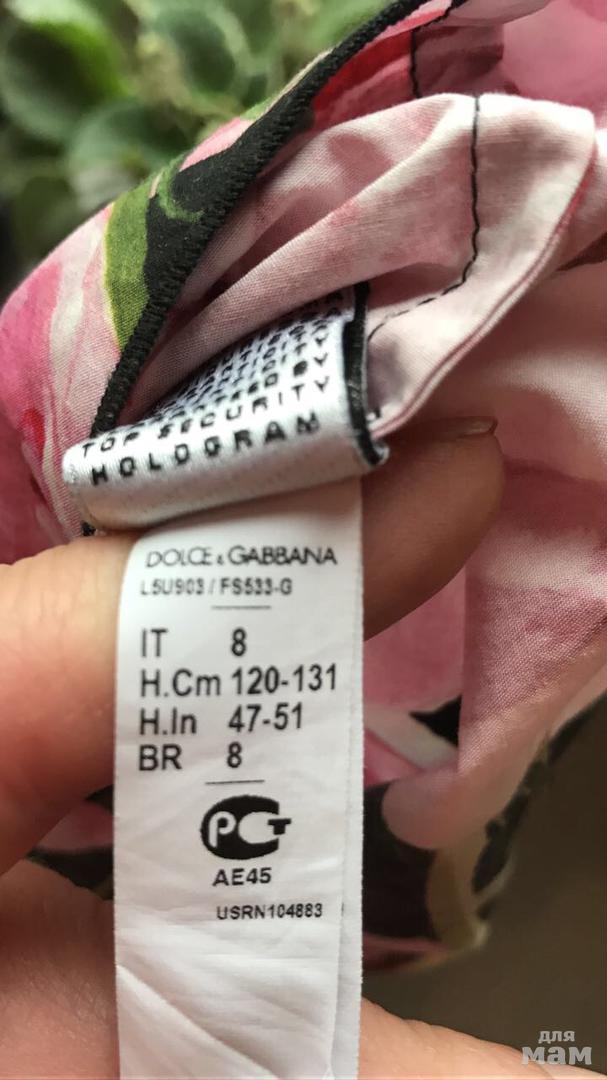 TOP SECURITY
HOLOGRAM
DOLCE & GABBANA
L5U903 / FS533-G
IT 8
H.Cm 120-131
H.In 47-51
BR 8
РСТ
AE45
USRN104883
для
мам